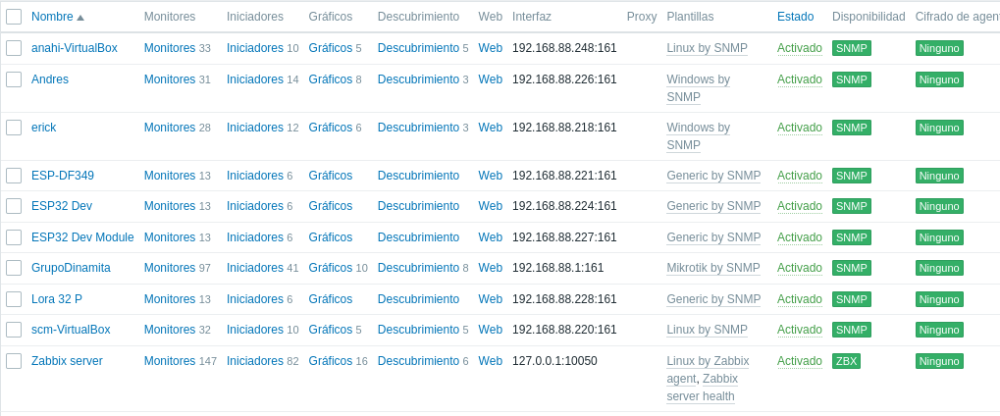 Nombre Monitores Iniciadores Gráficos Descubrimiento Web Interfaz Proxy Plantillas Estado Disponibilidad Cifrado de agen
anahi-VirtualBox Monitores 33 Iniciadores 10 Gráficos 5 Descubrimiento 5 Web 192.168.88.248:161 Linux by SNMP Activado SNMP Ninguno
Andres Monitores 31 Iniciadores 14 Gráficos 8 Descubrimiento 3 Web 192.168.88.226:161 Windows by Activado SNMP Ninguno
SNMP
erick Monitores 28 Iniciadores 12 Gráficos 6 Descubrimiento 3 Web 192.168.88.218:161 Windows by Activado SNMP Ninguno
SNMP
ESP-DF349 Monitores 13 Iniciadores 6 Gráficos Descubrimiento Web 192.168.88.221:161 Generic by SNMP Activado SNMP Ninguno
ESP32 Dev Monitores 13 Iniciadores 6 Gráficos Descubrimiento Web 192.168.88.224:161 Generic by SNMP Activado SNMP Ninguno
ESP32 Dev Module Monitores 13 Iniciadores 6 Gráficos Descubrimiento Web 192.168.88.227:161 Generic by SNMP Activado SNMP Ninguno
GrupoDinamita Monitores 97 Iniciadores 41 Gráficos 10 Descubrimiento 8 Web 192.168.88.1:161 Mikrotik by SNMP Activado SNMP Ninguno
Lora 32 P Monitores 13 Iniciadores 6 Gráficos Descubrimiento Web 192.168.88.228:161 Generic by SNMP Activado SNMP Ninguno
scm-VirtualBox Monitores 32 Iniciadores 10 Gráficos 5 Descubrimiento 5 Web 192.168.88.220:161 Linux by SNMP Activado SNMP Ninguno
Zabbix server Monitores 147 Iniciadores 82 Gráficos 16 Descubrimiento 6 Web 127.0.0.1:10050 Linux by Zabbix Activado ZBX Ninguno
agent, Zabbix
server health